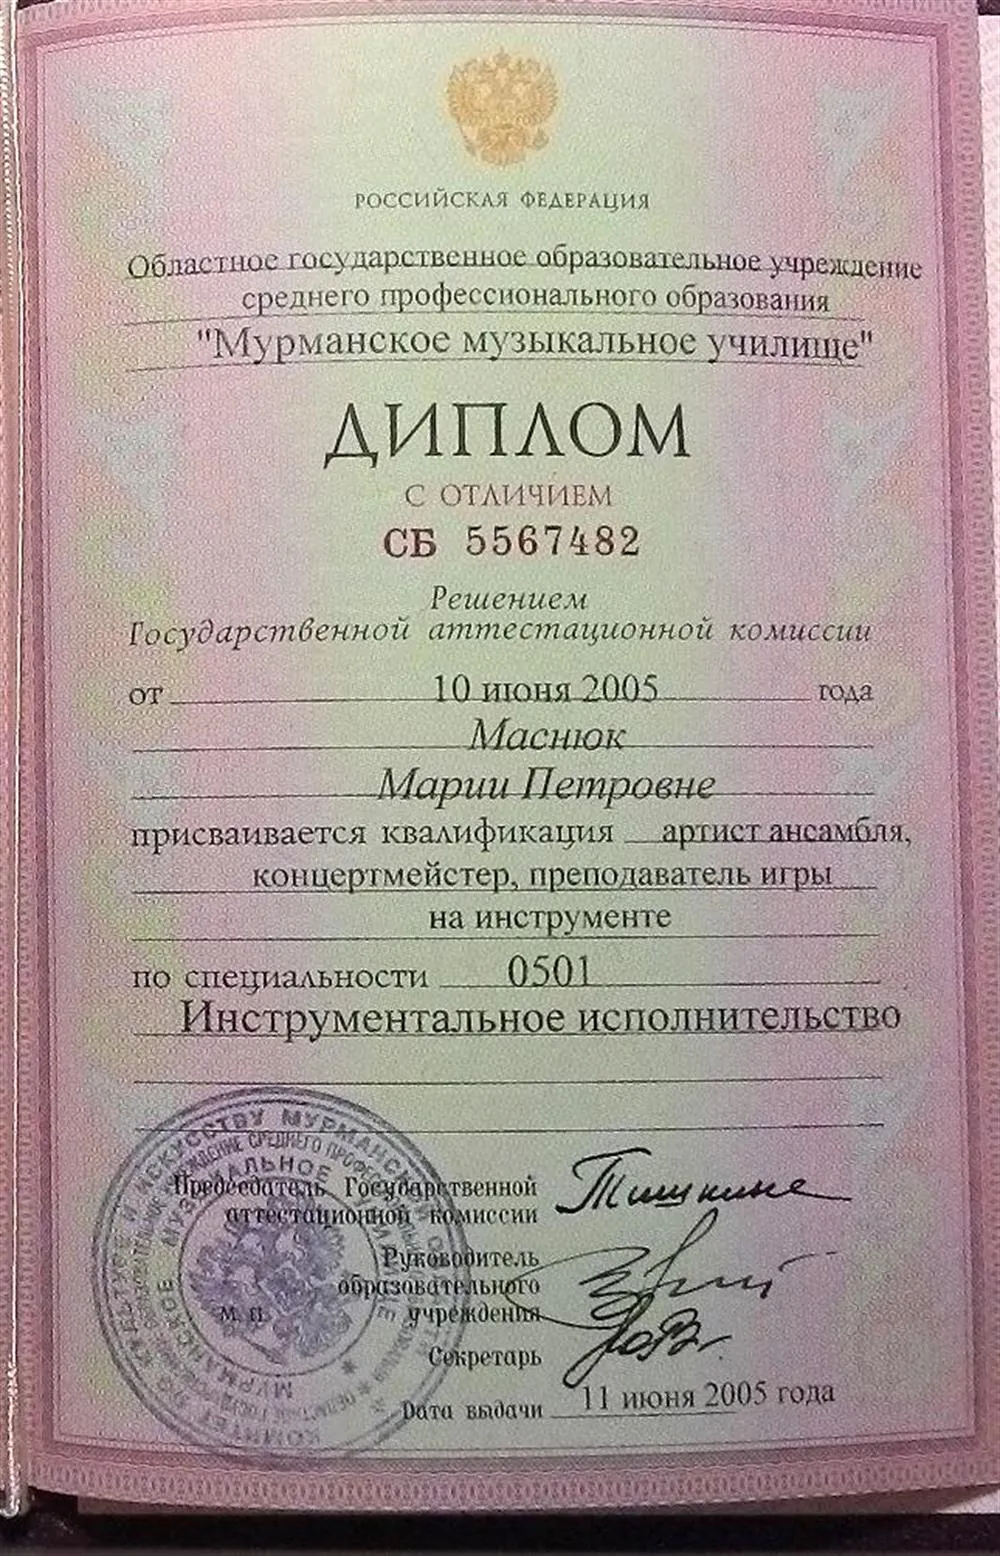 РОССИЙСКАЯ ФЕДЕРАЦИЯ
Областное государственное образовательное учреждение
среднего профессионального образования
"Мурманское музыкальное училище"
ДИПЛОМ
С ОТЛИЧИЕМ
СБ 5567482
Решением
Государственной аттестационной комиссии
от 10 июня 2005 года
Маснюк
Марии Петровне
присваивается квалификация артист ансамбля,
концертмейстер, преподаватель игры
на инструменте
по специальности 0501
Инструментальное исполнительство
Председатель Государственной
аттестационной комиссии
Руководитель
образовательного
учреждения
М. П.
Секретарь
Дата выдачи 11 июня 2005 года